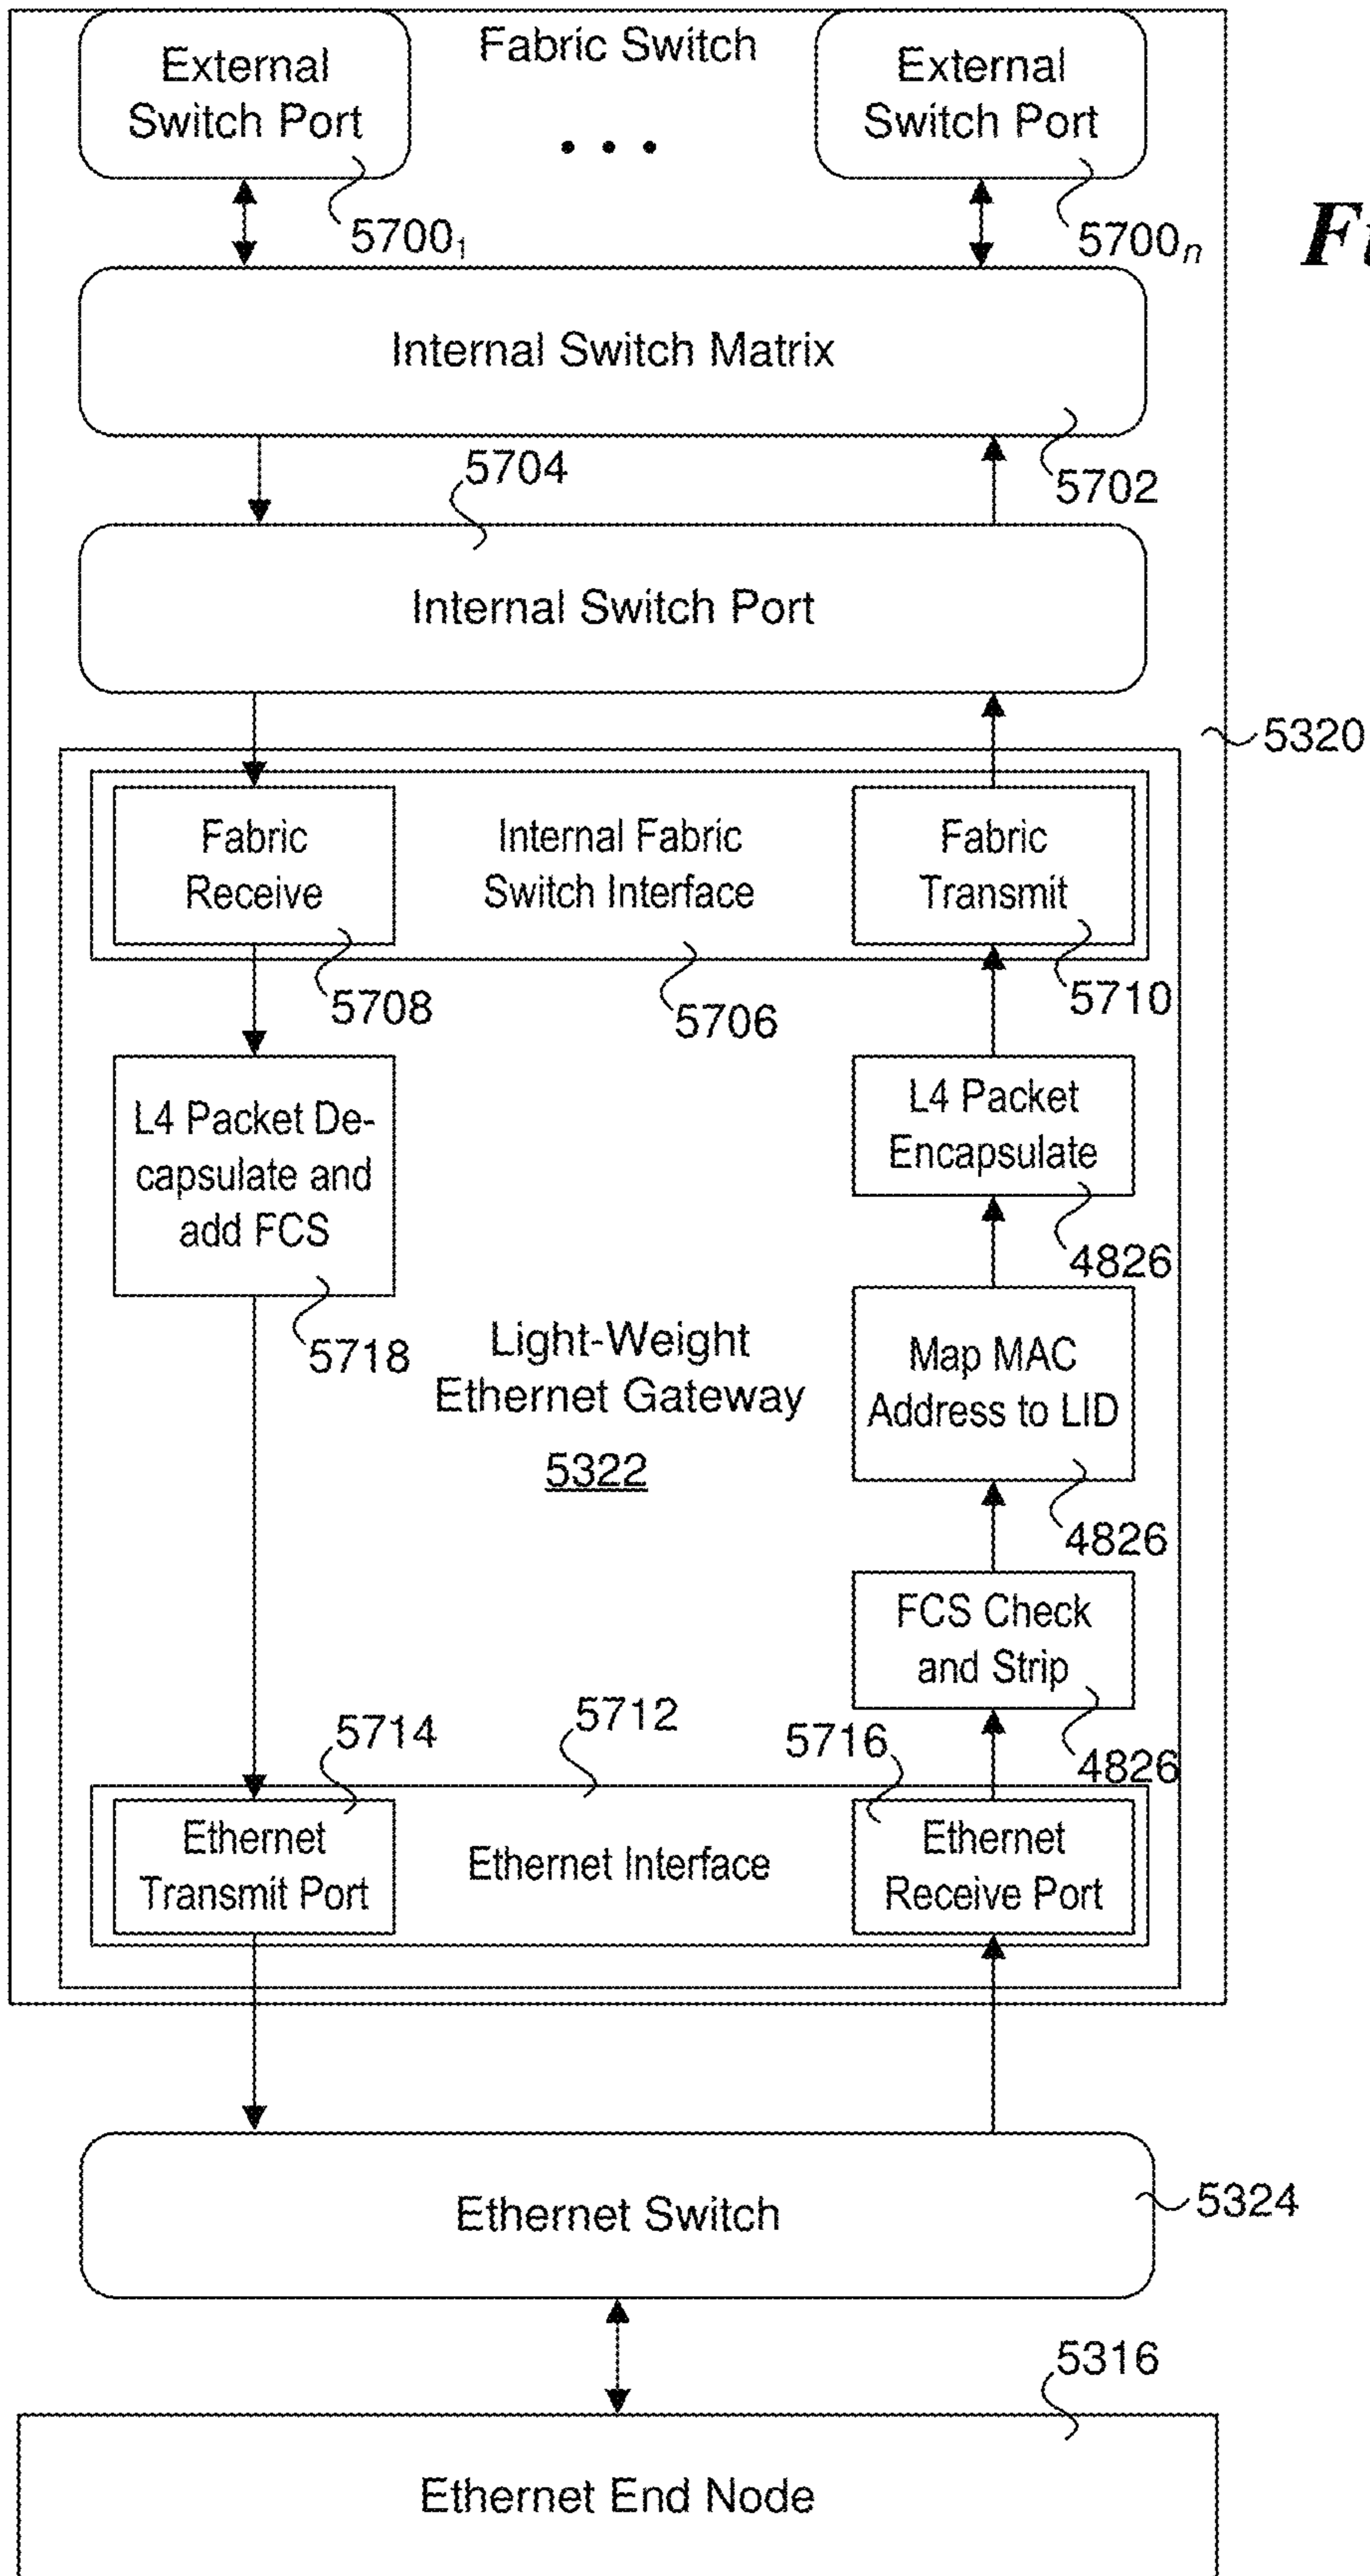 Fabric Switch
External
Switch Port
• • •
External
Switch Port
5700₁
5700ₙ
Internal Switch Matrix
5704
5702
Internal Switch Port
5320
Fabric
Receive
Internal Fabric
Switch Interface
Fabric
Transmit
5708
5706
5710
L4 Packet De-
capsulate and
add FCS
L4 Packet
Encapsulate
4826
5718
Light-Weight
Ethernet Gateway
5322
Map MAC
Address to LID
4826
FCS Check
and Strip
4826
5714
5712
5716
Ethernet
Transmit Port
Ethernet Interface
Ethernet
Receive Port
Ethernet Switch
5324
5316
Ethernet End Node